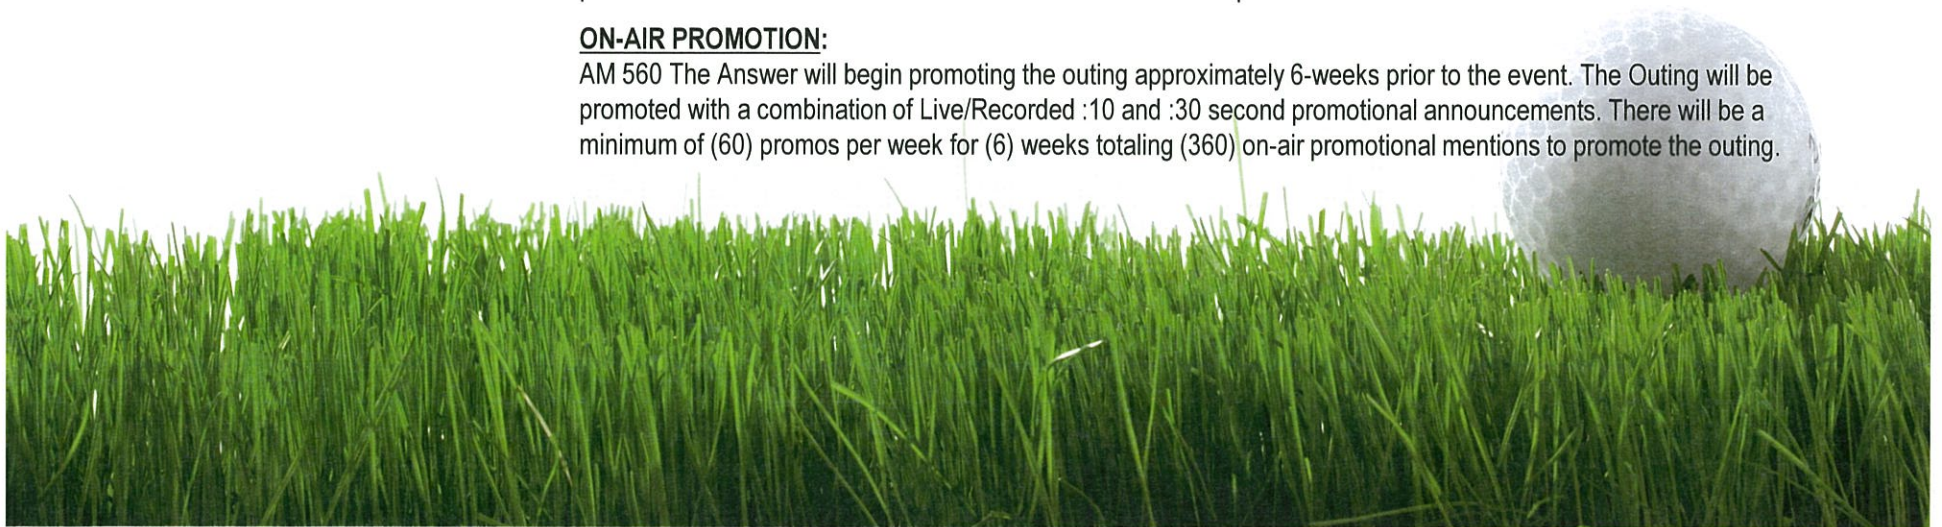 ON-AIR PROMOTION:
AM 560 The Answer will begin promoting the outing approximately 6-weeks prior to the event. The Outing will be
promoted with a combination of Live/Recorded :10 and :30 second promotional announcements. There will be a
minimum of (60) promos per week for (6) weeks totaling (360) on-air promotional mentions to promote the outing.